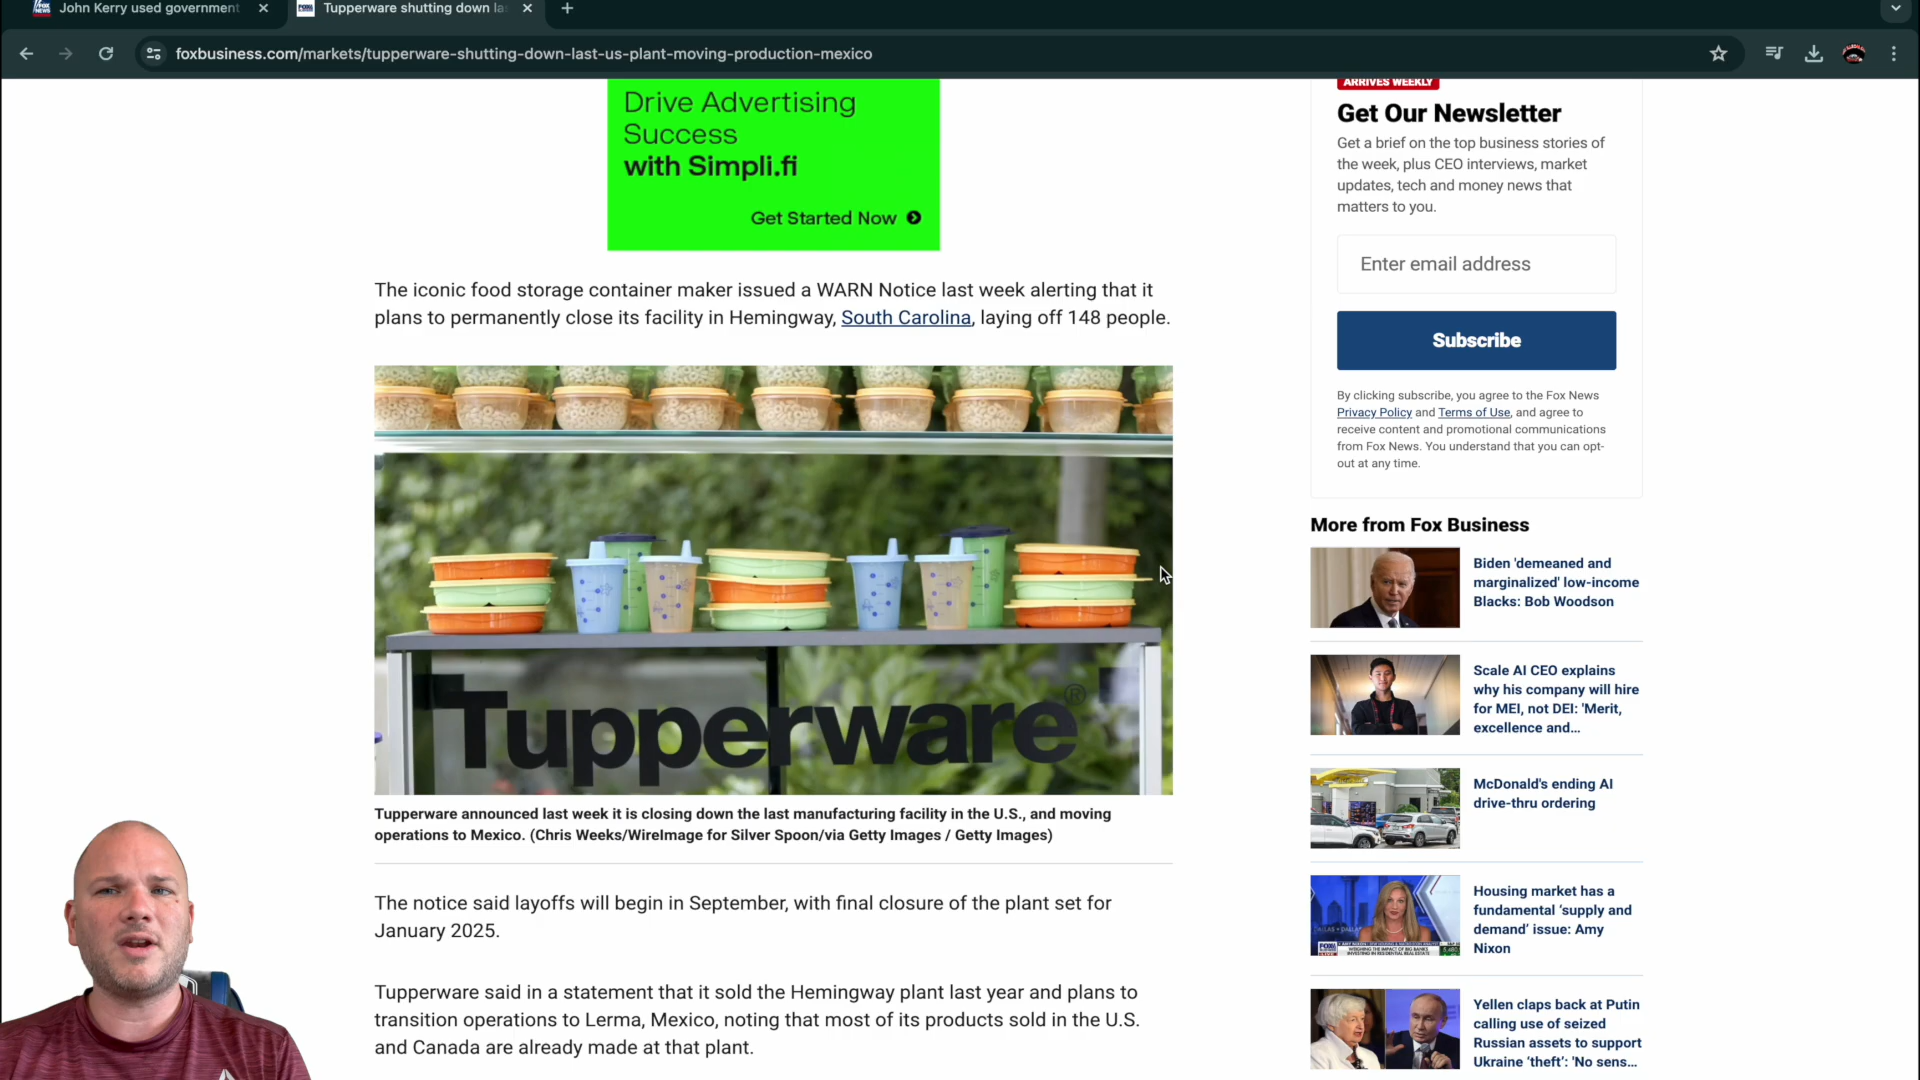 John Kerry used government
Tupperware shutting down la
foxbusiness.com/markets/tupperware-shutting-down-last-us-plant-moving-production-mexico
Drive Advertising
Success
with Simpli.fi
Get Started Now
The iconic food storage container maker issued a WARN Notice last week alerting that it
plans to permanently close its facility in Hemingway, South Carolina, laying off 148 people.
Tupperware®
Tupperware announced last week it is closing down the last manufacturing facility in the U.S., and moving
operations to Mexico. (Chris Weeks/WireImage for Silver Spoon/via Getty Images / Getty Images)
The notice said layoffs will begin in September, with final closure of the plant set for
January 2025.
Tupperware said in a statement that it sold the Hemingway plant last year and plans to
transition operations to Lerma, Mexico, noting that most of its products sold in the U.S.
and Canada are already made at that plant.
ARRIVES WEEKLY
Get Our Newsletter
Get a brief on the top business stories of
the week, plus CEO interviews, market
updates, tech and money news that
matters to you.
Enter email address
Subscribe
By clicking subscribe, you agree to the Fox News
Privacy Policy and Terms of Use, and agree to
receive content and promotional communications
from Fox News. You understand that you can opt-
out at any time.
More from Fox Business
Biden 'demeaned and
marginalized' low-income
Blacks: Bob Woodson
Scale AI CEO explains
why his company will hire
for MEI, not DEI: 'Merit,
excellence and...
McDonald's ending AI
drive-thru ordering
Housing market has a
fundamental ‘supply and
demand’ issue: Amy
Nixon
Yellen claps back at Putin
calling use of seized
Russian assets to support
Ukraine ‘theft’: 'No sens...